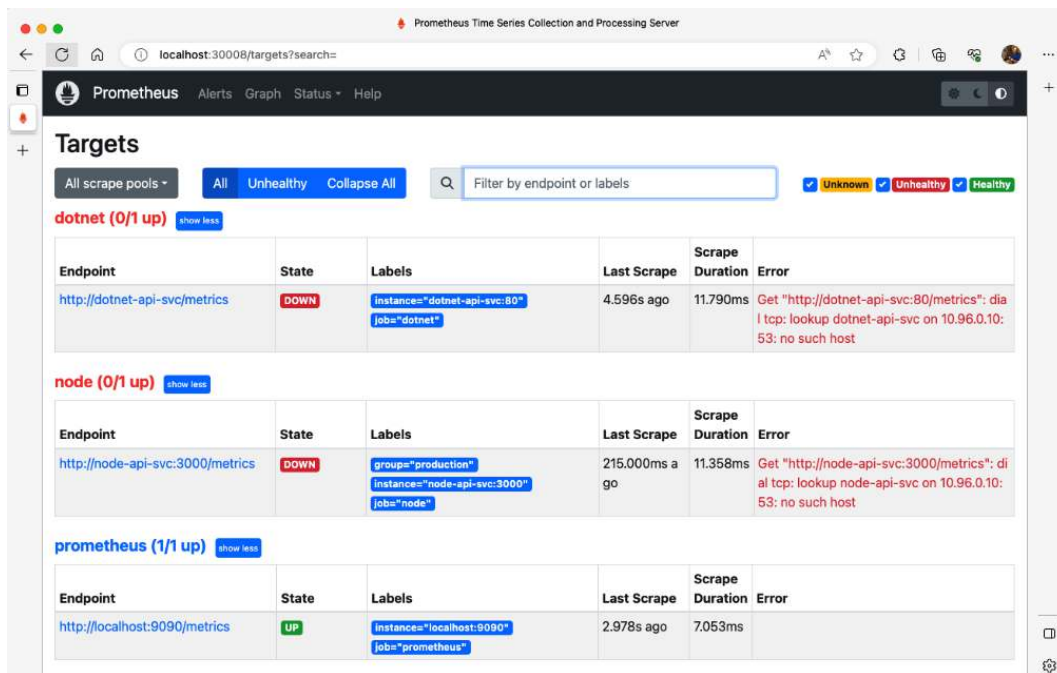 Prometheus Time Series Collection and Processing Server
localhost:30008/targets?search=
Prometheus Alerts Graph Status Help
Targets
All scrape pools All Unhealthy Collapse All Filter by endpoint or labels Unknown Unhealthy Healthy
dotnet (0/1 up) show less
Scrape
Endpoint State Labels Last Scrape Duration Error
http://dotnet-api-svc/metrics DOWN instance="dotnet-api-svc:80" 4.596s ago 11.790ms Get "http://dotnet-api-svc:80/metrics": dia
job="dotnet" l tcp: lookup dotnet-api-svc on 10.96.0.10:
53: no such host
node (0/1 up) show less
Scrape
Endpoint State Labels Last Scrape Duration Error
http://node-api-svc:3000/metrics DOWN group="production" 215.000ms a 11.358ms Get "http://node-api-svc:3000/metrics": di
instance="node-api-svc:3000" go al tcp: lookup node-api-svc on 10.96.0.10:
job="node" 53: no such host
prometheus (1/1 up) show less
Scrape
Endpoint State Labels Last Scrape Duration Error
http://localhost:9090/metrics UP instance="localhost:9090" 2.978s ago 7.053ms
job="prometheus"